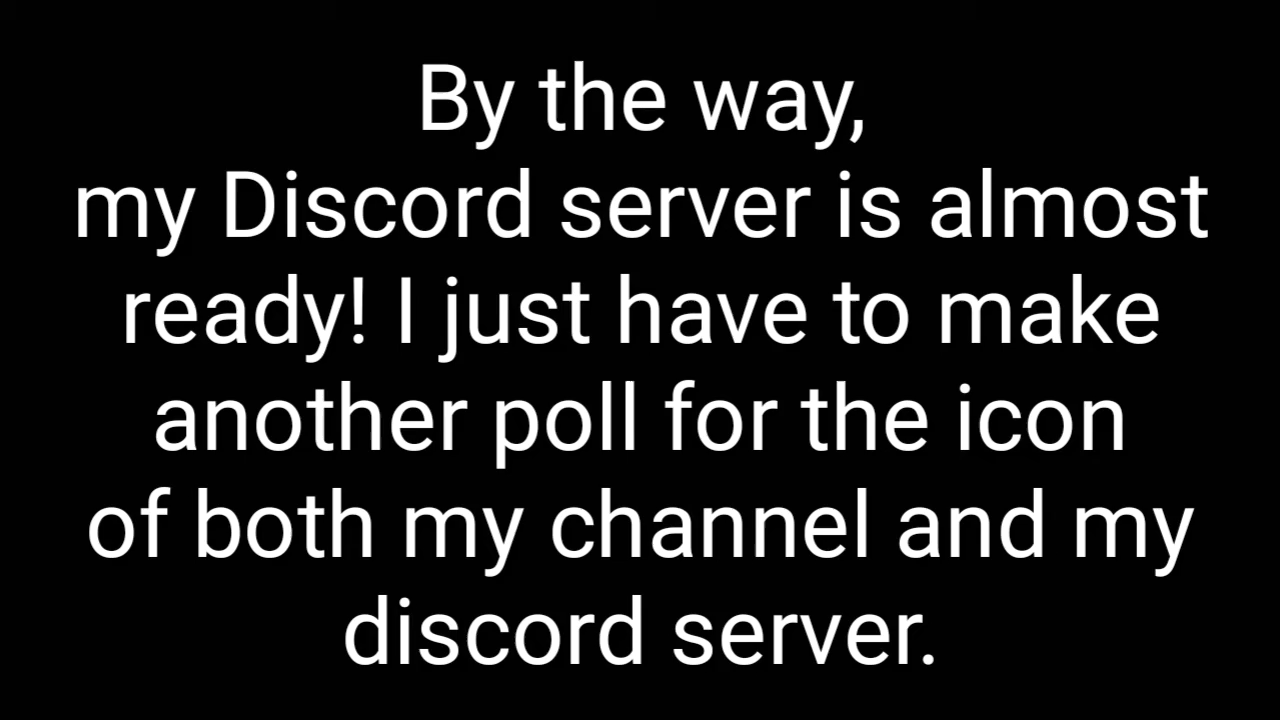 By the way,
my Discord server is almost
ready! I just have to make
another poll for the icon
of both my channel and my
discord server.